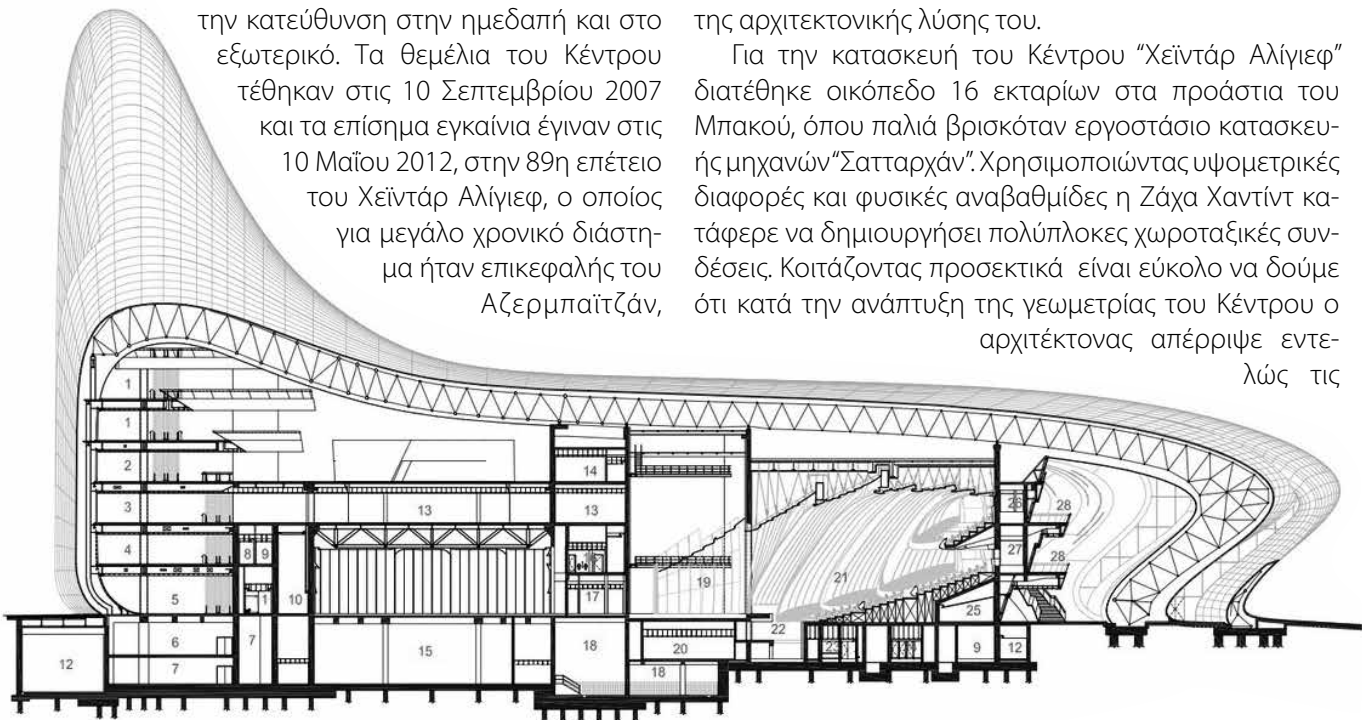 την κατεύθυνση στην ημεδαπή και στο
εξωτερικό. Τα θεμέλια του Κέντρου
τέθηκαν στις 10 Σεπτεμβρίου 2007
και τα επίσημα εγκαίνια έγιναν στις
10 Μαΐου 2012, στην 89η επέτειο
του Χεϊντάρ Αλίγιεφ, ο οποίος
για μεγάλο χρονικό διάστη-
μα ήταν επικεφαλής του
Αζερμπαϊτζάν,
της αρχιτεκτονικής λύσης του.
Για την κατασκευή του Κέντρου “Χεϊντάρ Αλίγιεφ”
διατέθηκε οικόπεδο 16 εκταρίων στα προάστια του
Μπακού, όπου παλιά βρισκόταν εργοστάσιο κατασκευ-
ής μηχανών “Σατταρχάν”. Χρησιμοποιώντας υψομετρικές
διαφορές και φυσικές αναβαθμίδες η Ζάχα Χαντίντ κα-
τάφερε να δημιουργήσει πολύπλοκες χωροταξικές συν-
δέσεις. Κοιτάζοντας προσεκτικά είναι εύκολο να δούμε
ότι κατά την ανάπτυξη της γεωμετρίας του Κέντρου ο
αρχιτέκτονας απέρριψε εντε-
λώς τις
1
1
2
14
3
13
13
26
28
4
8
9
27
28
5
1
10
17
19
21
25
6
7
15
18
22
20
9
12
12
7
18